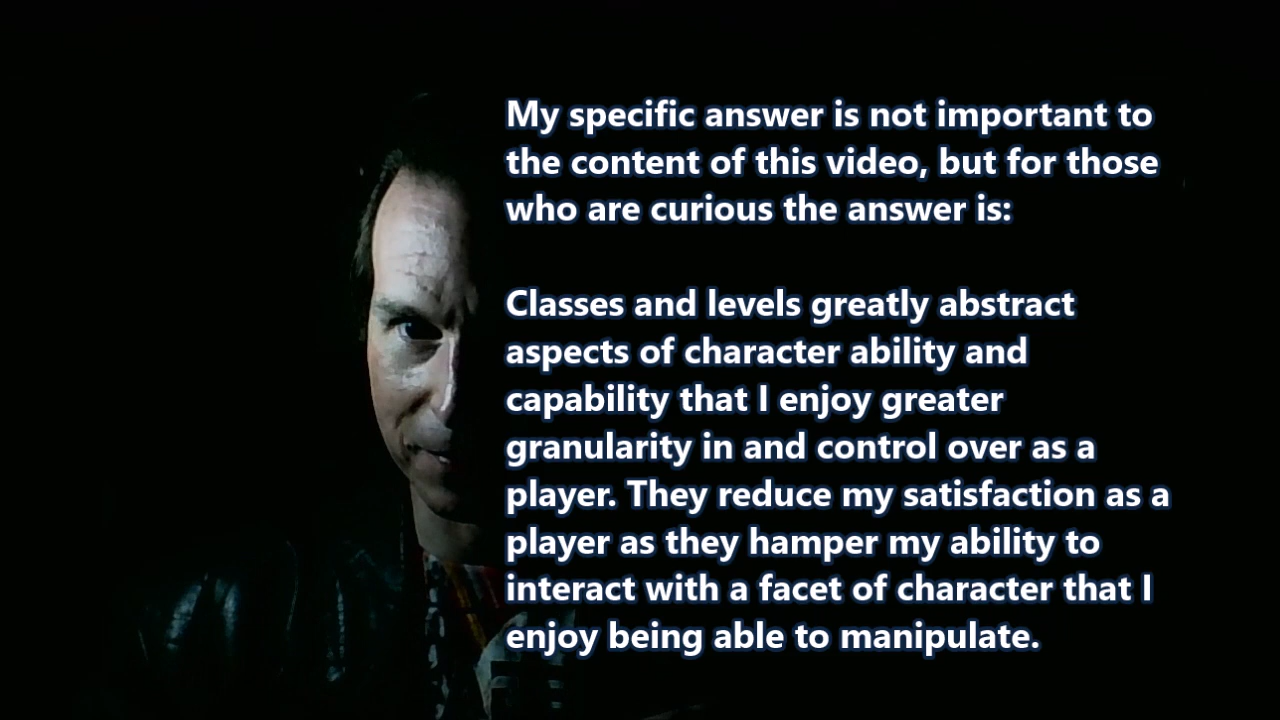 My specific answer is not important to
the content of this video, but for those
who are curious the answer is:
Classes and levels greatly abstract
aspects of character ability and
capability that I enjoy greater
granularity in and control over as a
player. They reduce my satisfaction as a
player as they hamper my ability to
interact with a facet of character that I
enjoy being able to manipulate.